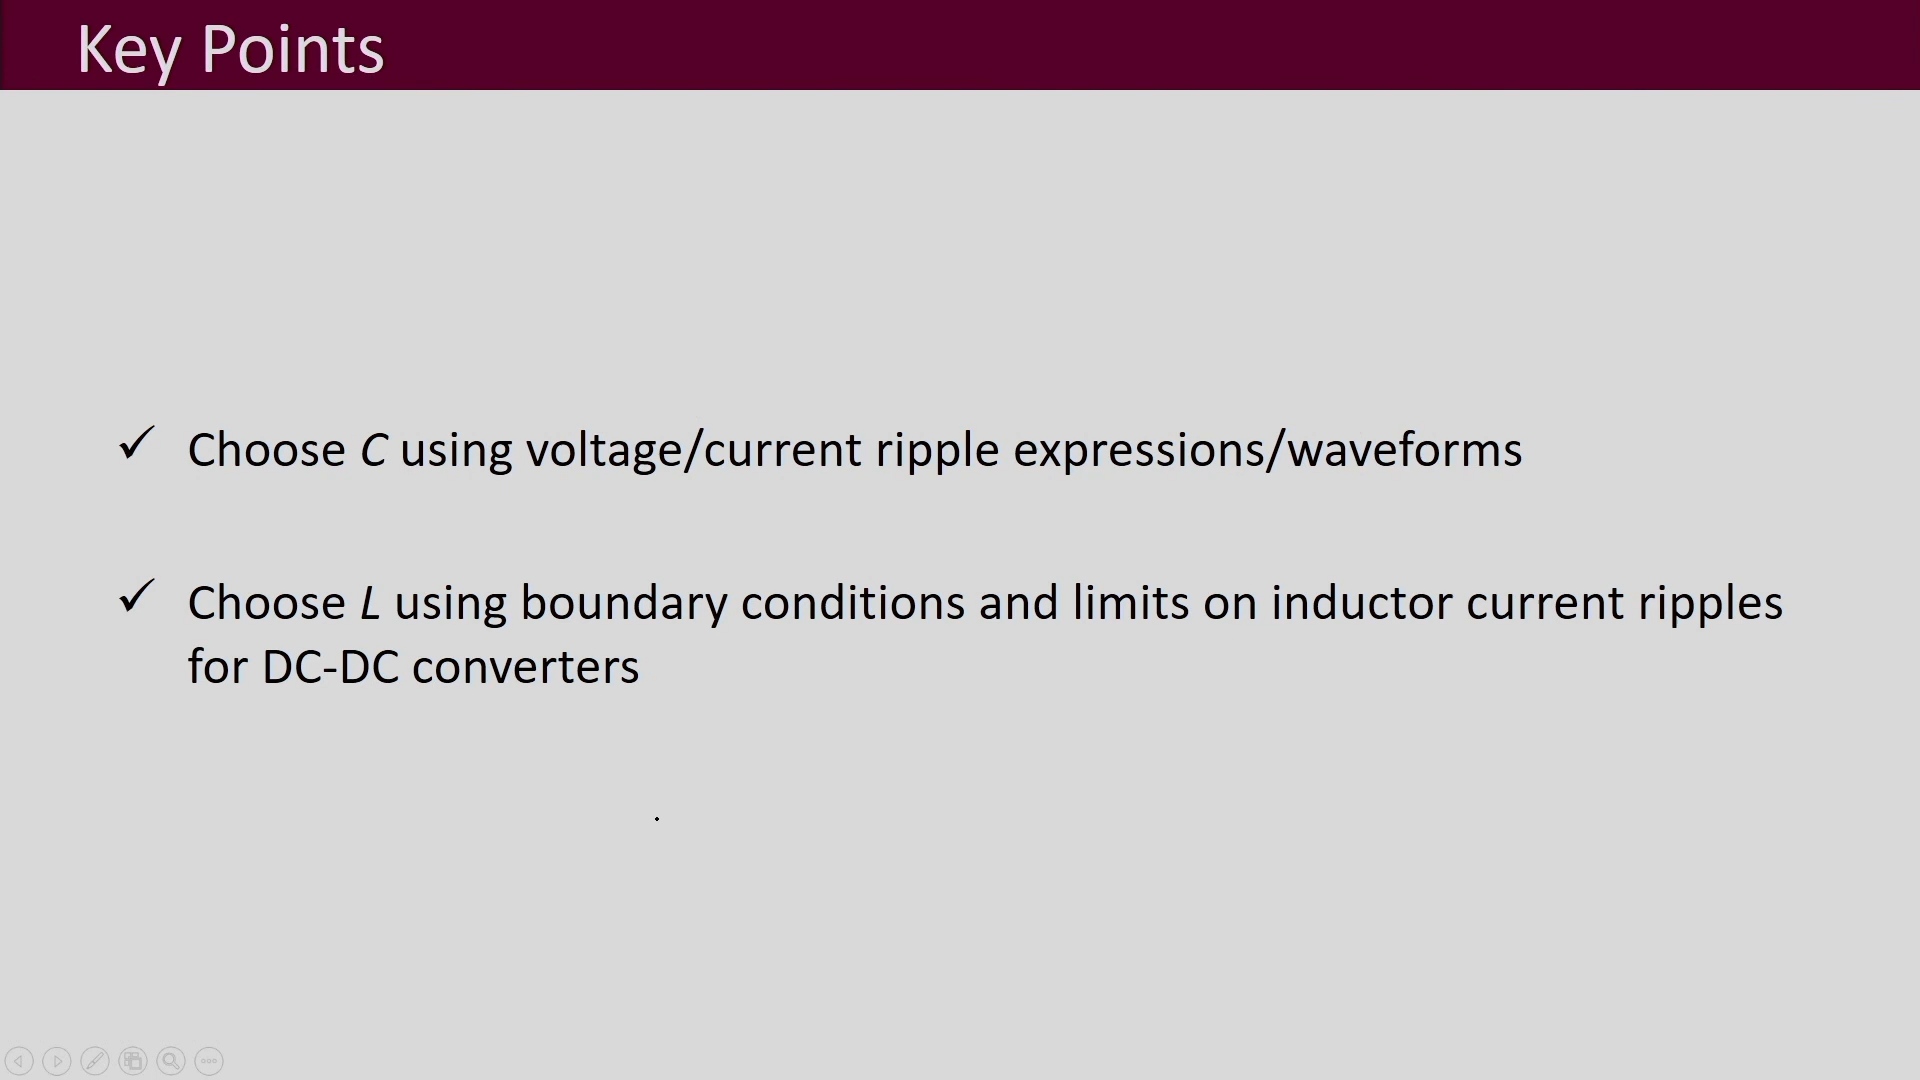 Key Points
✓ Choose C using voltage/current ripple expressions/waveforms
✓ Choose L using boundary conditions and limits on inductor current ripples
for DC-DC converters